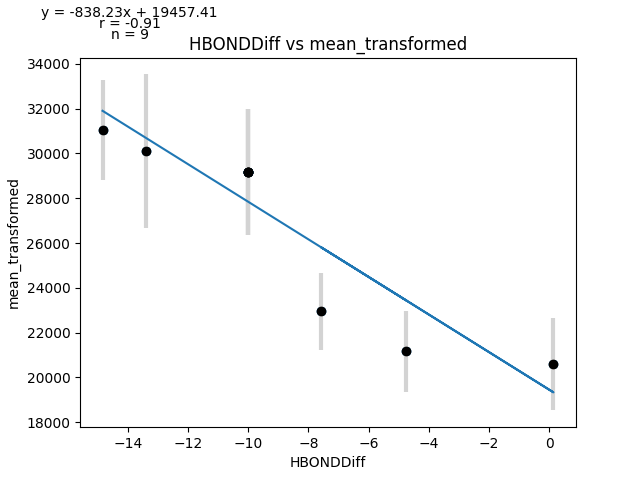 y = -838.23x + 19457.41
r = -0.91
n = 9
HBONDDiff vs mean_transformed
34000
32000
30000
28000
26000
24000
22000
20000
18000
mean_transformed
−14
−12
−10
−8
−6
−4
−2
0
HBONDDiff